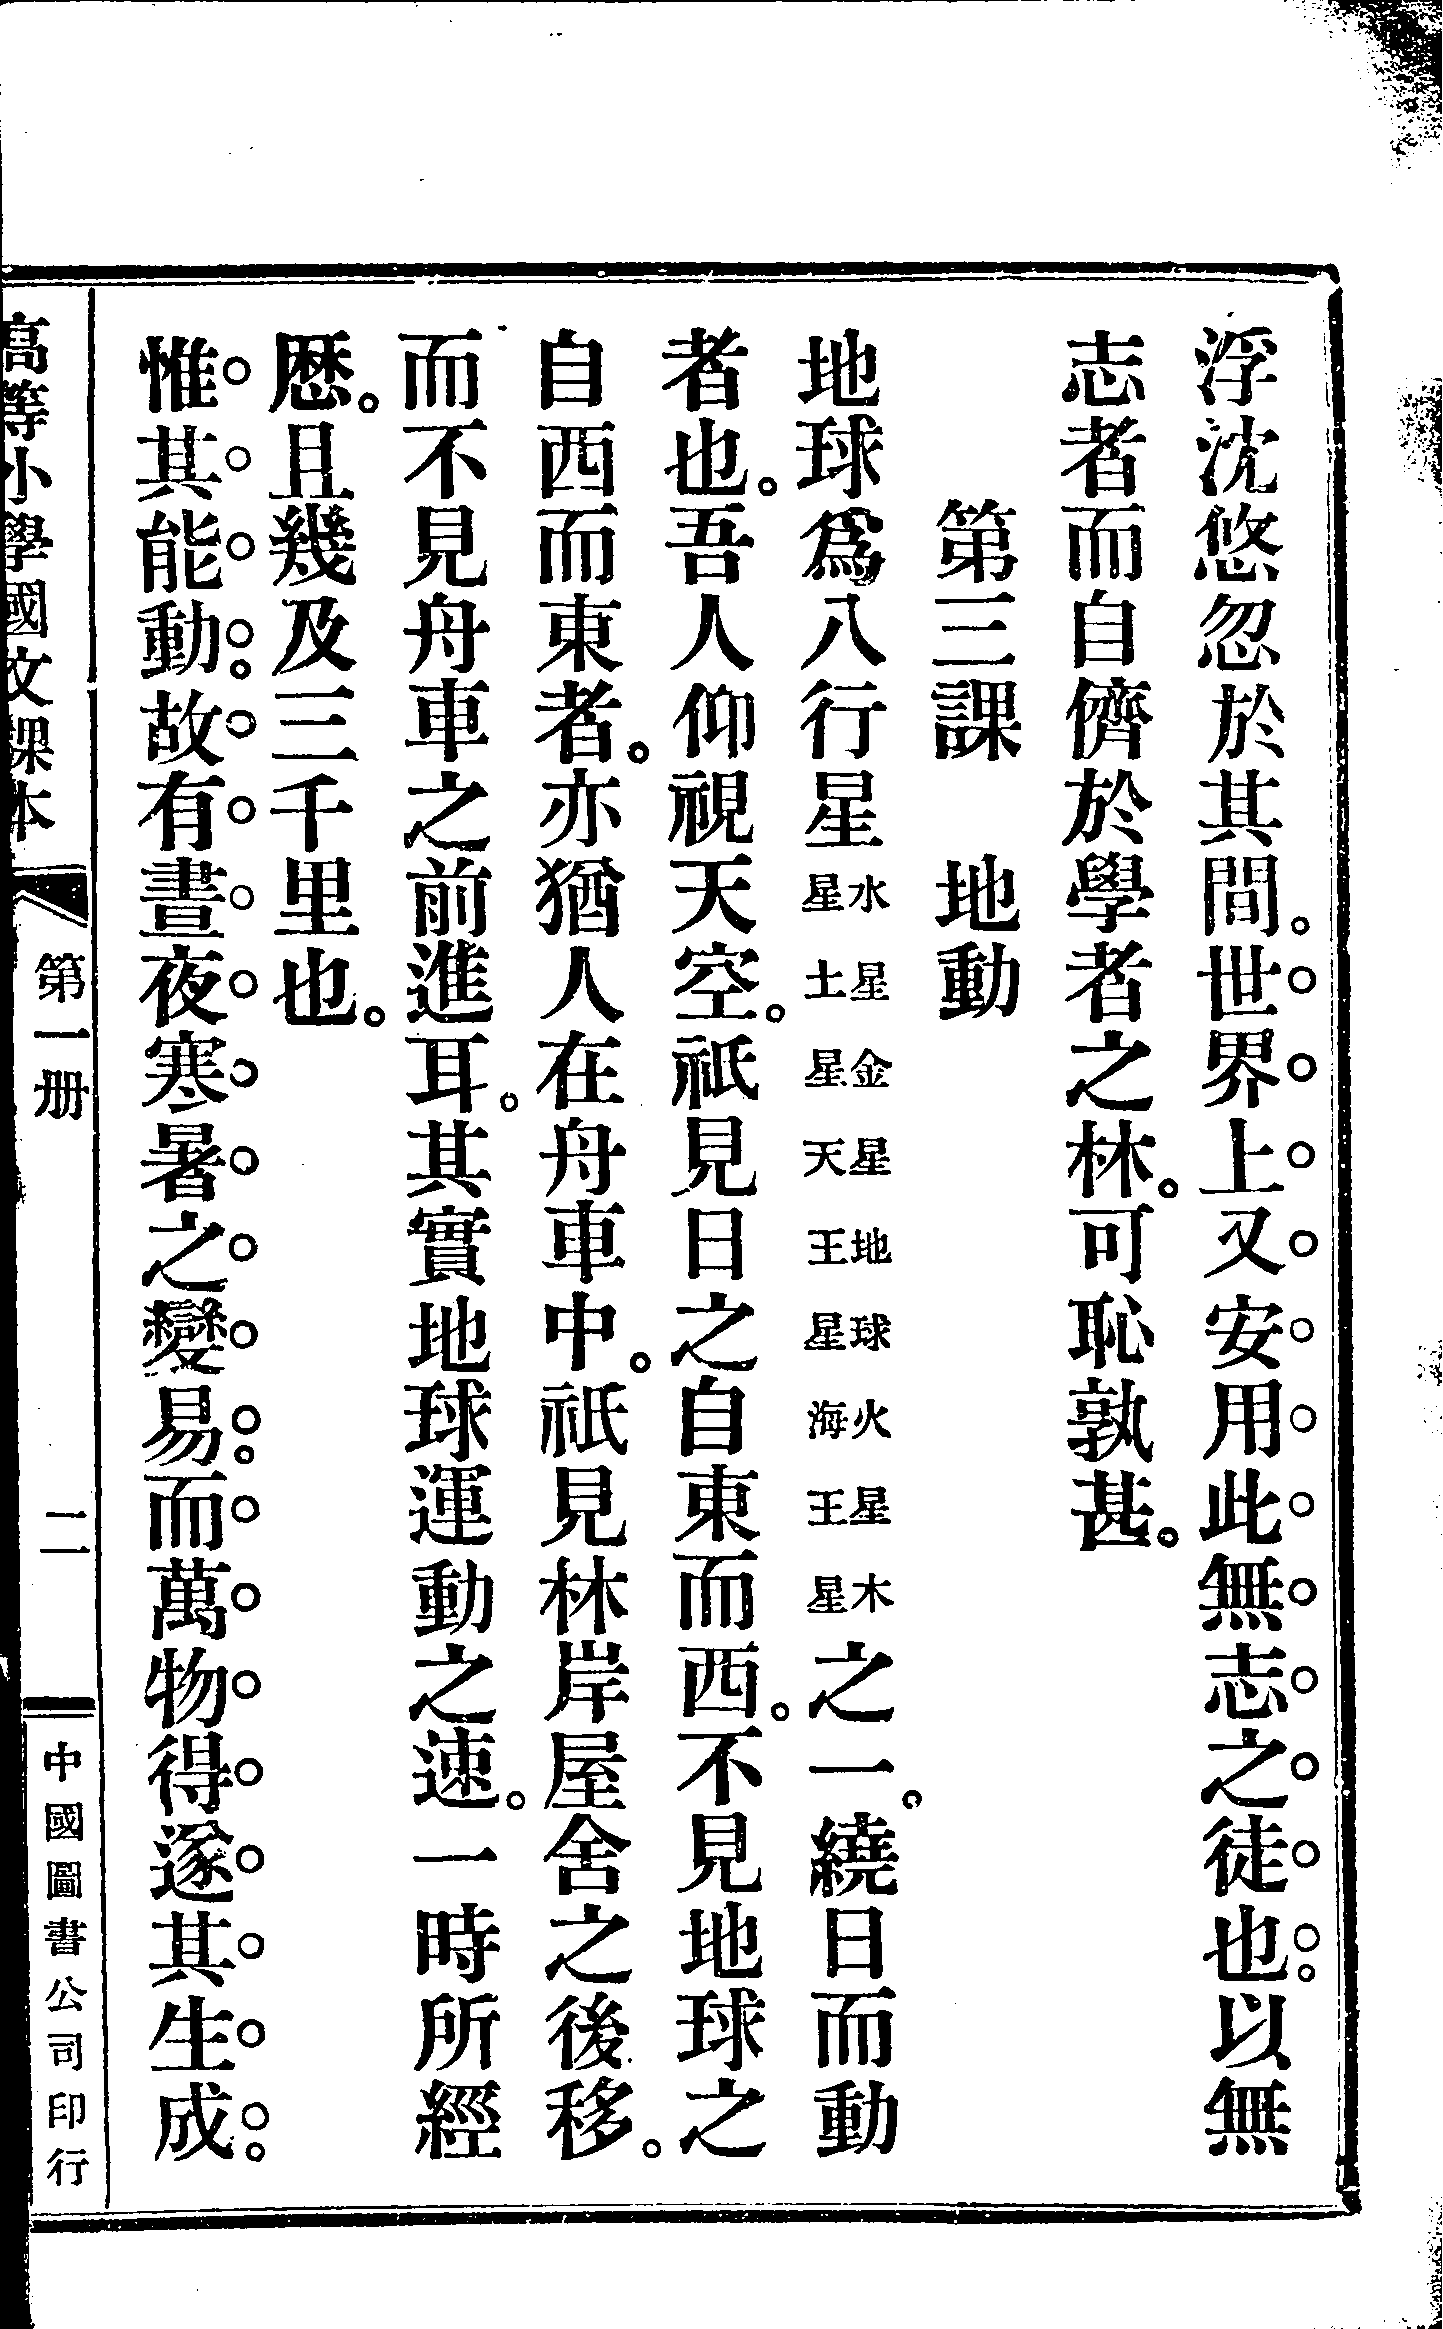 浮沈悠忽於其間。世界上又安用此無志之徒也。以無
志者而自儕於學者之林。可恥孰甚。
第三課　地動
地球爲八行星水星金星地球火星木星土星天王星海王星之一。繞日而動
者也。吾人仰視天空。祇見日之自東而西。不見地球之
自西而東者。亦猶人在舟車中。祇見林岸屋舍之後移。
而不見舟車之前進耳。其實地球運動之速。一時所經
歷。且幾及三千里也。
惟其能動。故有晝夜寒暑之變易。而萬物得遂其生成。
高等小學國文課本
第一册
二
中國圖書公司印行